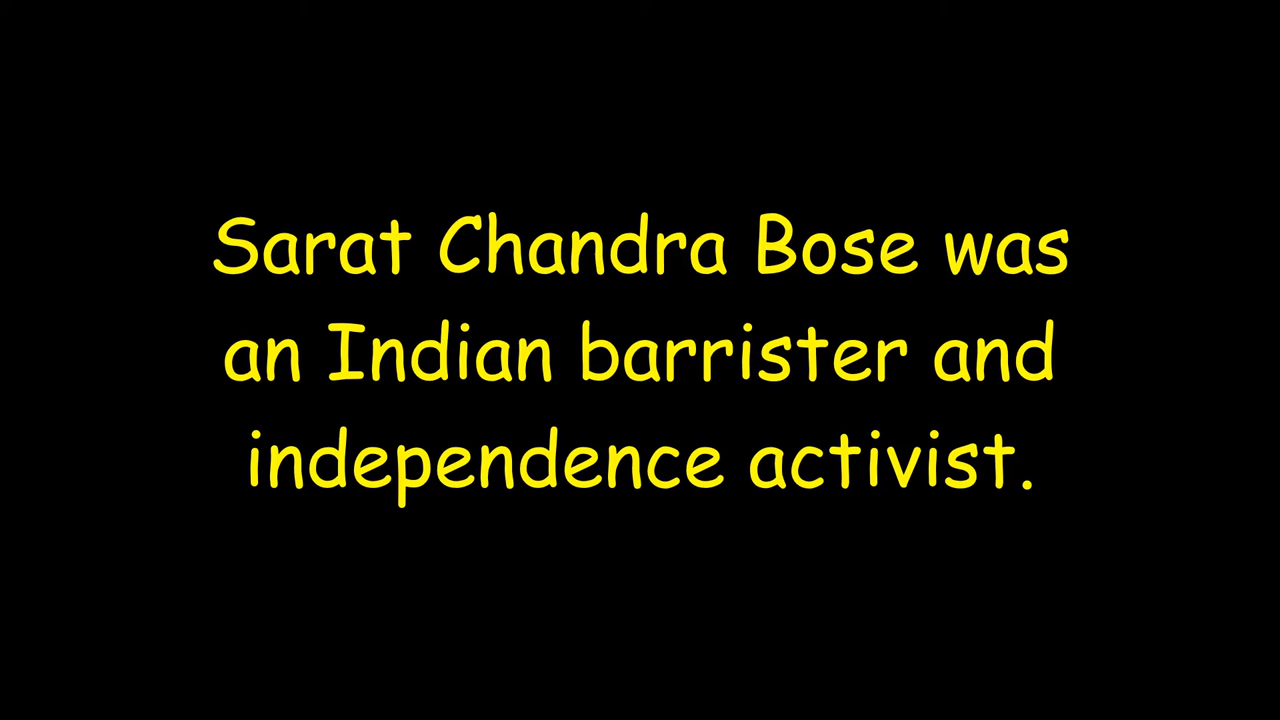 Sarat Chandra Bose was
an Indian barrister and
independence activist.